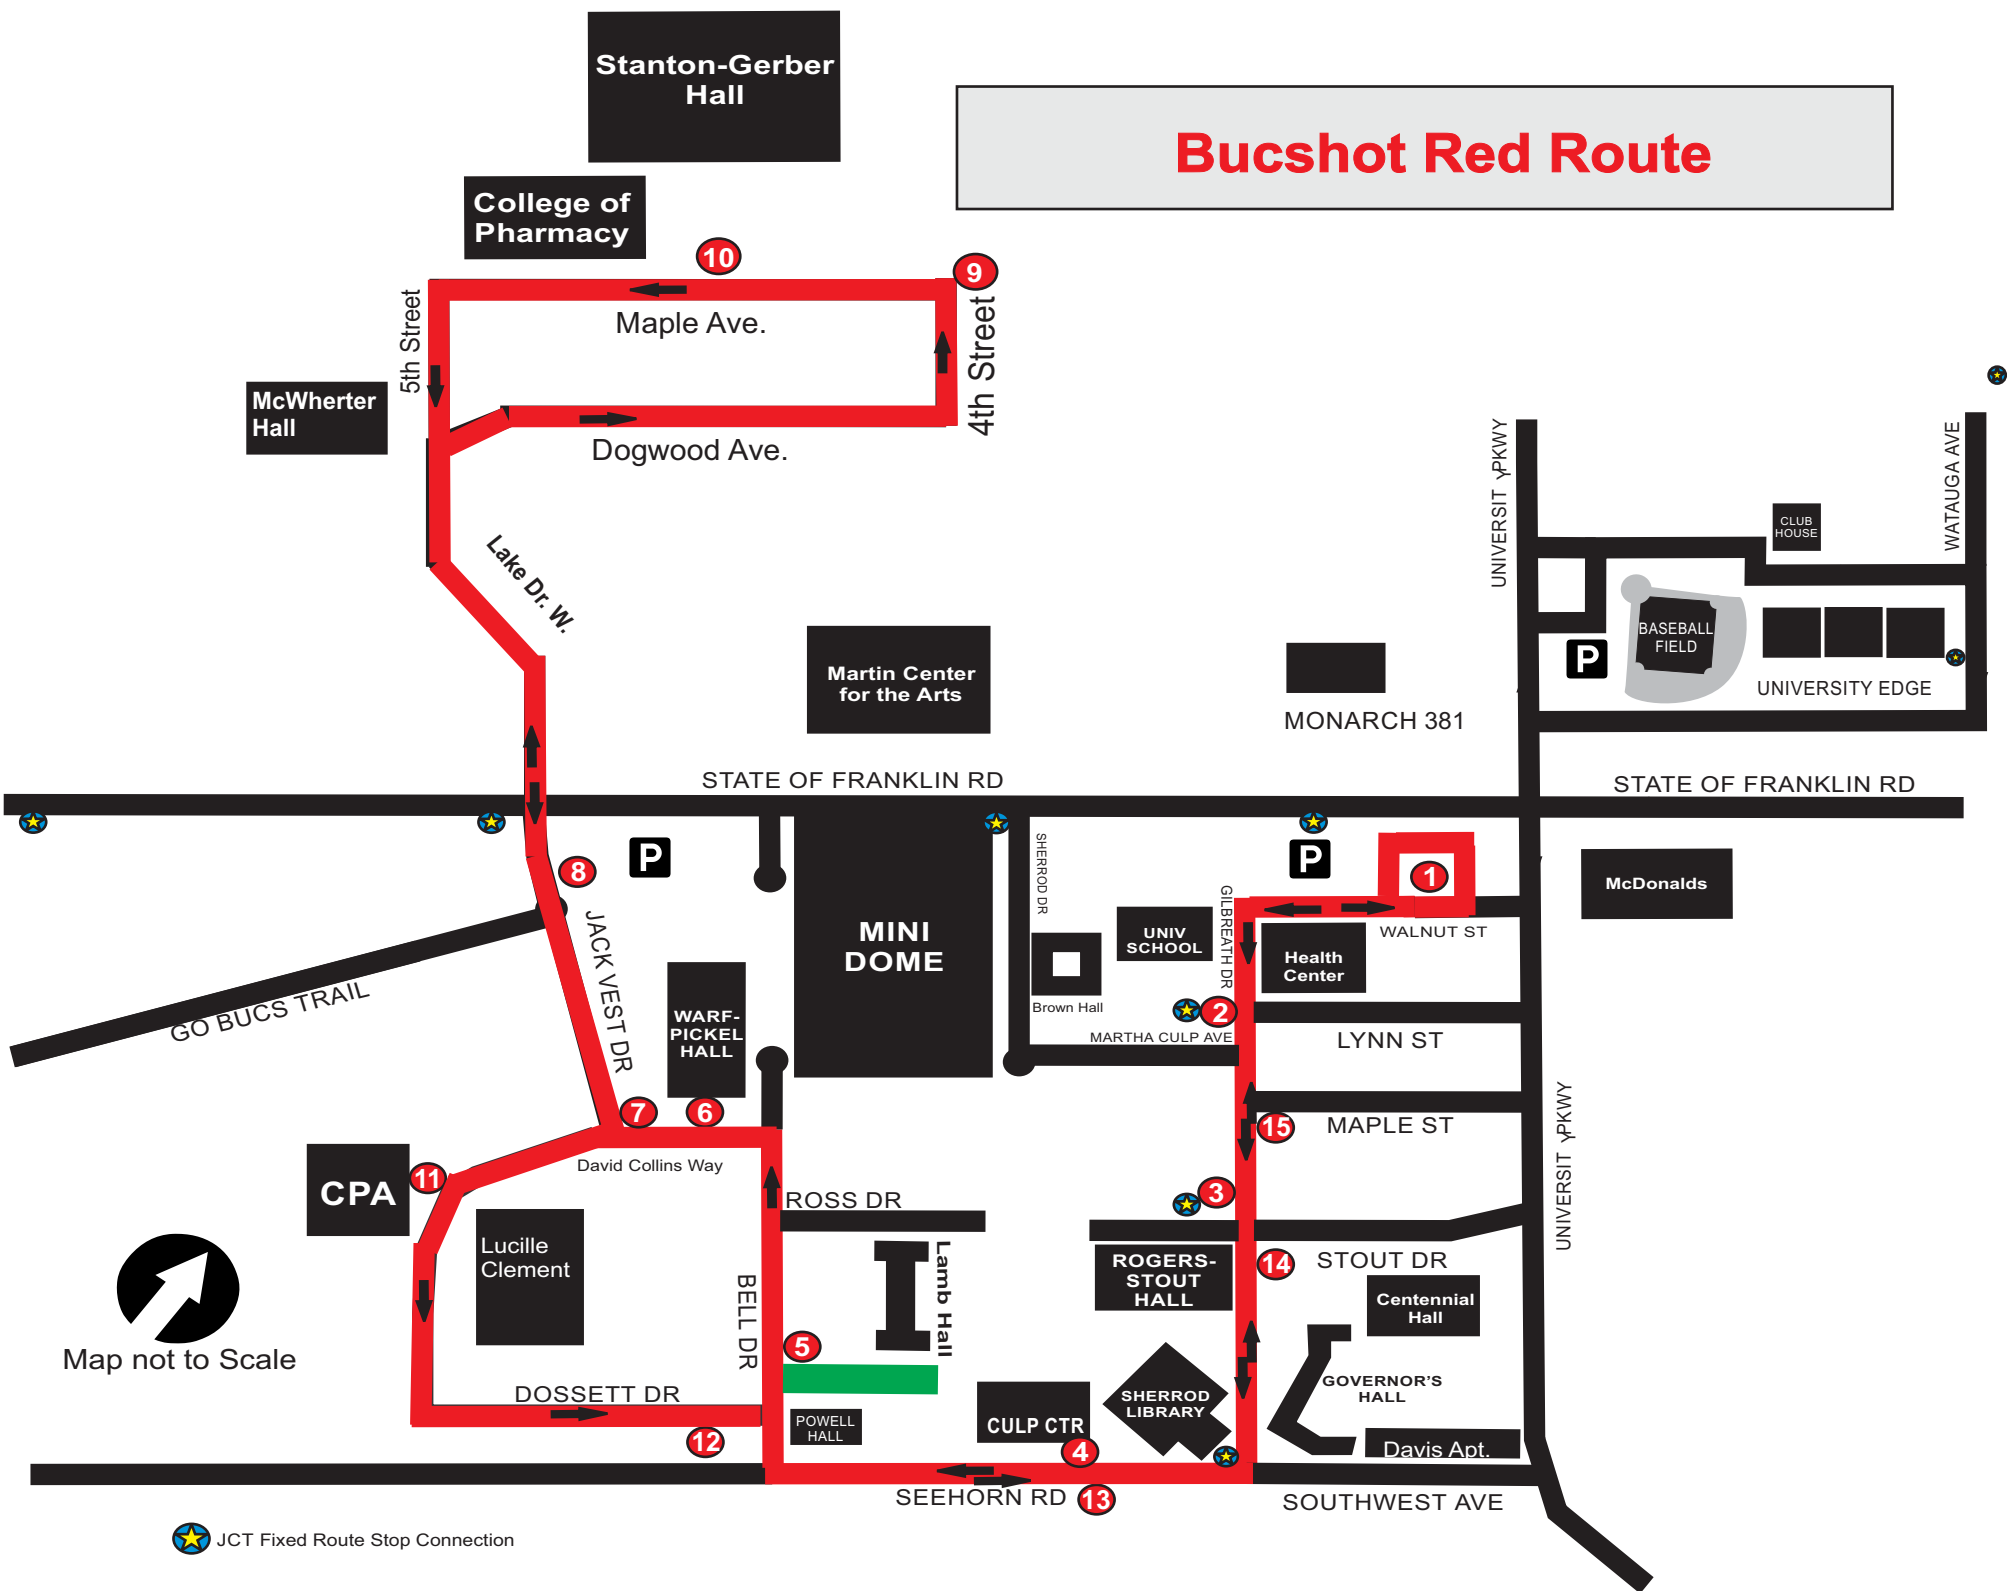 Stanton-Gerber
Hall
Bucshot Red Route
College of
Pharmacy
10
9
5th Street
Maple Ave.
4th Street
McWherter
Hall
Dogwood Ave.
UNIVERSITY PKWY
WATAUGA AVE
CLUB
HOUSE
Lake Dr. W.
BASEBALL
FIELD
P
Martin Center
for the Arts
UNIVERSITY EDGE
MONARCH 381
STATE OF FRANKLIN RD
STATE OF FRANKLIN RD
P
8
SHERROD DR
P
1
McDonalds
GILBREATH DR
JACK VEST DR
MINI
DOME
UNIV
SCHOOL
WALNUT ST
Health
Center
GO BUCS TRAIL
Brown Hall
2
WARF-
PICKEL
HALL
MARTHA CULP AVE
LYNN ST
7
6
15
MAPLE ST
UNIVERSITY PKWY
David Collins Way
CPA
11
ROSS DR
3
Lucille
Clement
Lamb Hall
ROGERS-
STOUT
HALL
14
STOUT DR
Centennial
Hall
BELL DR
5
Map not to Scale
GOVERNOR'S
HALL
DOSSETT DR
SHERROD
LIBRARY
POWELL
HALL
CULP CTR
12
4
Davis Apt.
SEEHORN RD
13
SOUTHWEST AVE
JCT Fixed Route Stop Connection